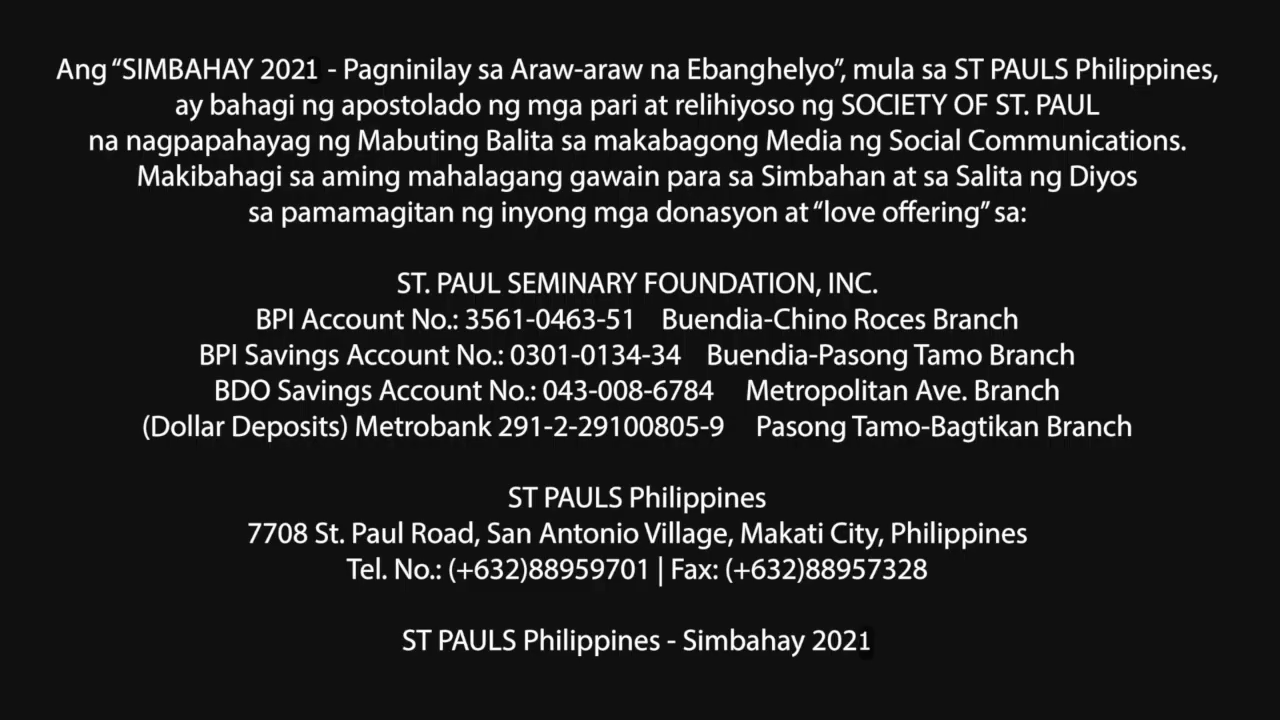 Ang “SIMBAHAY 2021 - Pagninilay sa Araw-araw na Ebanghelyo”, mula sa ST PAULS Philippines,
ay bahagi ng apostolado ng mga pari at relihiyoso ng SOCIETY OF ST. PAUL
na nagpapahayag ng Mabuting Balita sa makabagong Media ng Social Communications.
Makibahagi sa aming mahalagang gawain para sa Simbahan at sa Salita ng Diyos
sa pamamagitan ng inyong mga donasyon at “love offering” sa:
ST. PAUL SEMINARY FOUNDATION, INC.
BPI Account No.: 3561-0463-51 Buendia-Chino Roces Branch
BPI Savings Account No.: 0301-0134-34 Buendia-Pasong Tamo Branch
BDO Savings Account No.: 043-008-6784 Metropolitan Ave. Branch
(Dollar Deposits) Metrobank 291-2-29100805-9 Pasong Tamo-Bagtikan Branch
ST PAULS Philippines
7708 St. Paul Road, San Antonio Village, Makati City, Philippines
Tel. No.: (+632)88959701 | Fax: (+632)88957328
ST PAULS Philippines - Simbahay 2021